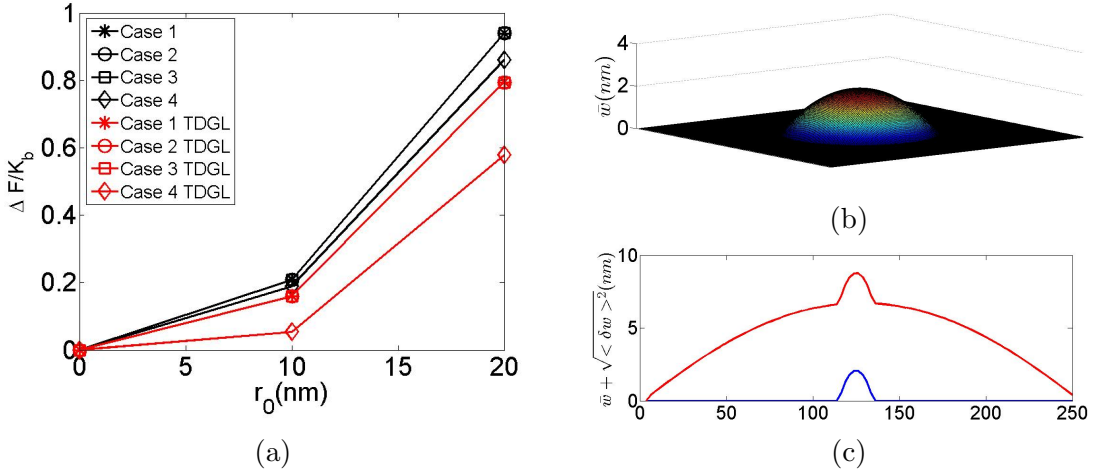 1
0.8
0.6
0.4
0.2
0
Δ F/K_b
Case 1
Case 2
Case 3
Case 4
Case 1 TDGL
Case 2 TDGL
Case 3 TDGL
Case 4 TDGL
0 5 10 15 20
r_0(nm)
(a)
4
2
0
w̄(nm)
(b)
10
5
0
w̄ + √< δw >²(nm)
0 50 100 150 200 250
(c)